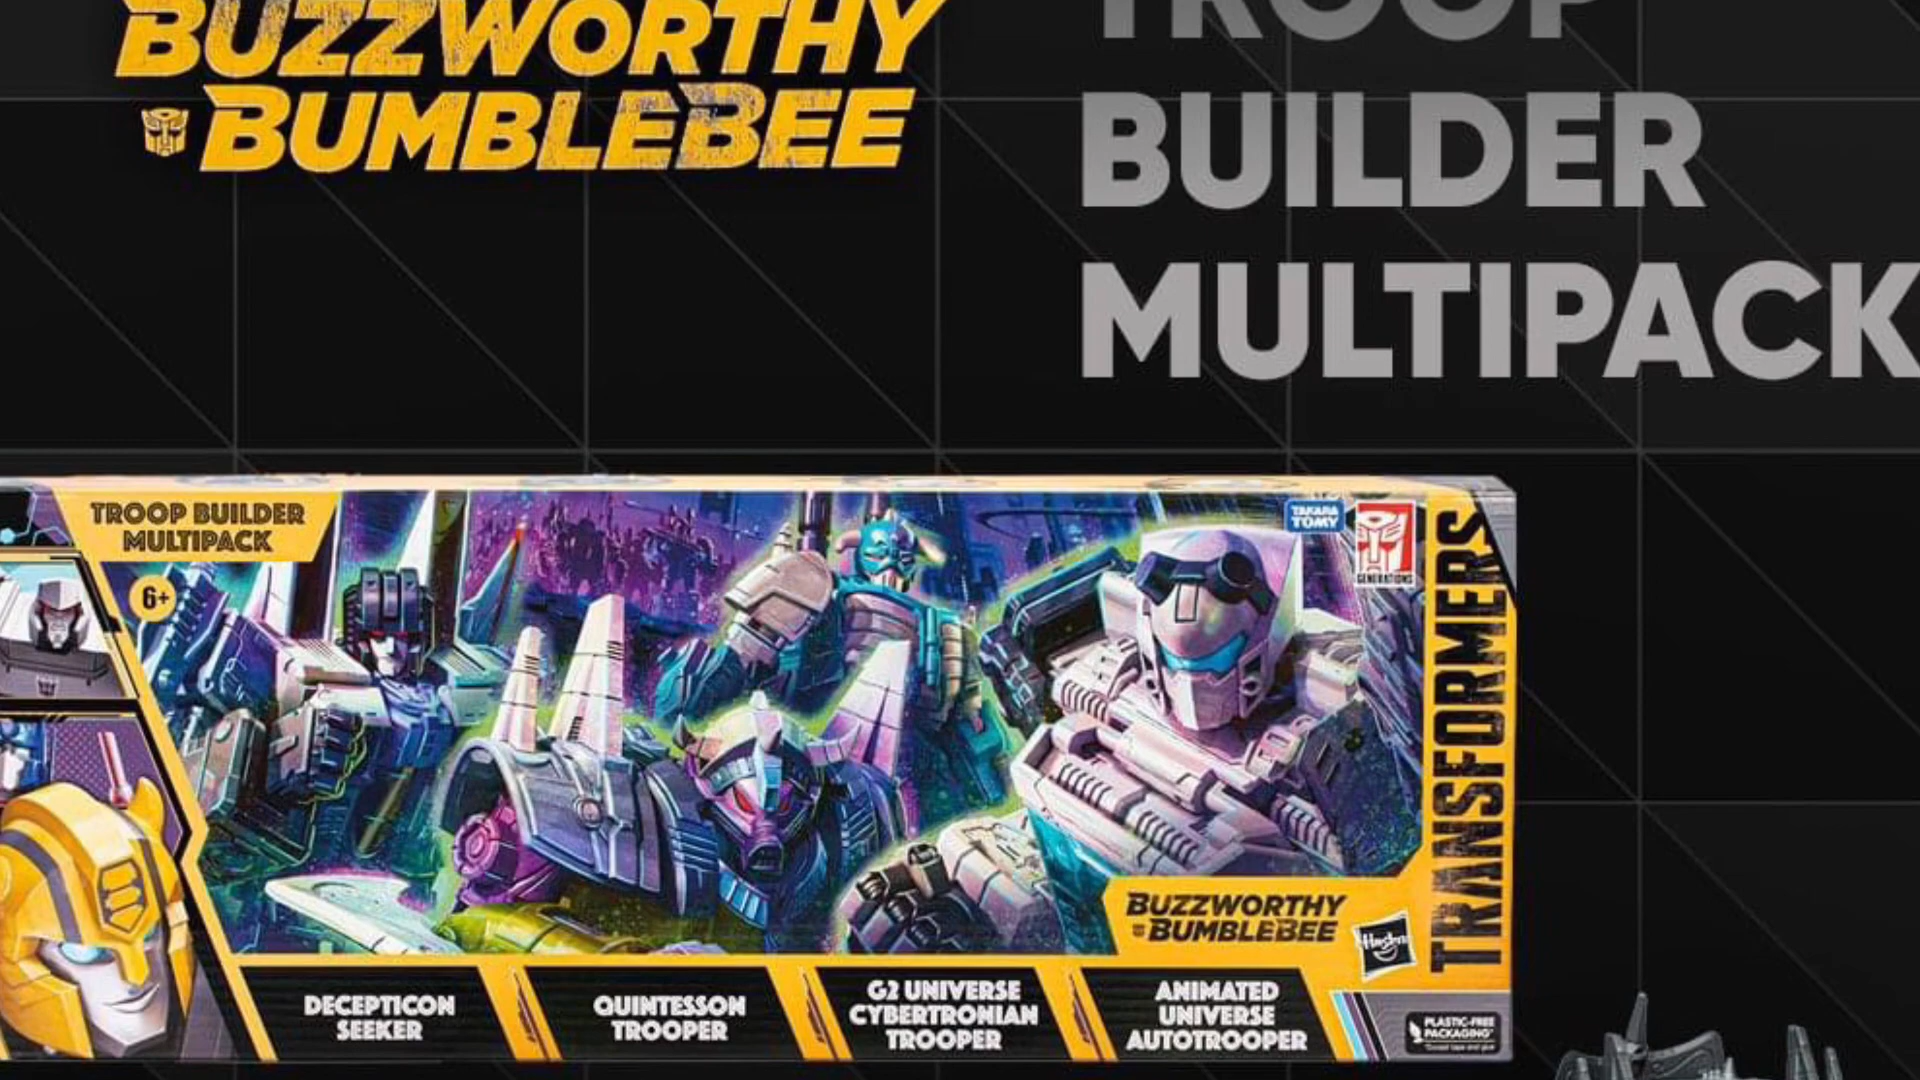 BUZZWORTHY
BUMBLEBEE
TROOP
BUILDER
MULTIPACK
TROOP BUILDER
MULTIPACK
6+
TAKARA
TOMY
GENERATIONS
TRANSFORMERS
BUZZWORTHY
BUMBLEBEE
Hasbro
DECEPTICON
SEEKER
QUINTESSON
TROOPER
G2 UNIVERSE
CYBERTRONIAN
TROOPER
ANIMATED
UNIVERSE
AUTOTROOPER
PLASTIC-FREE
PACKAGING*